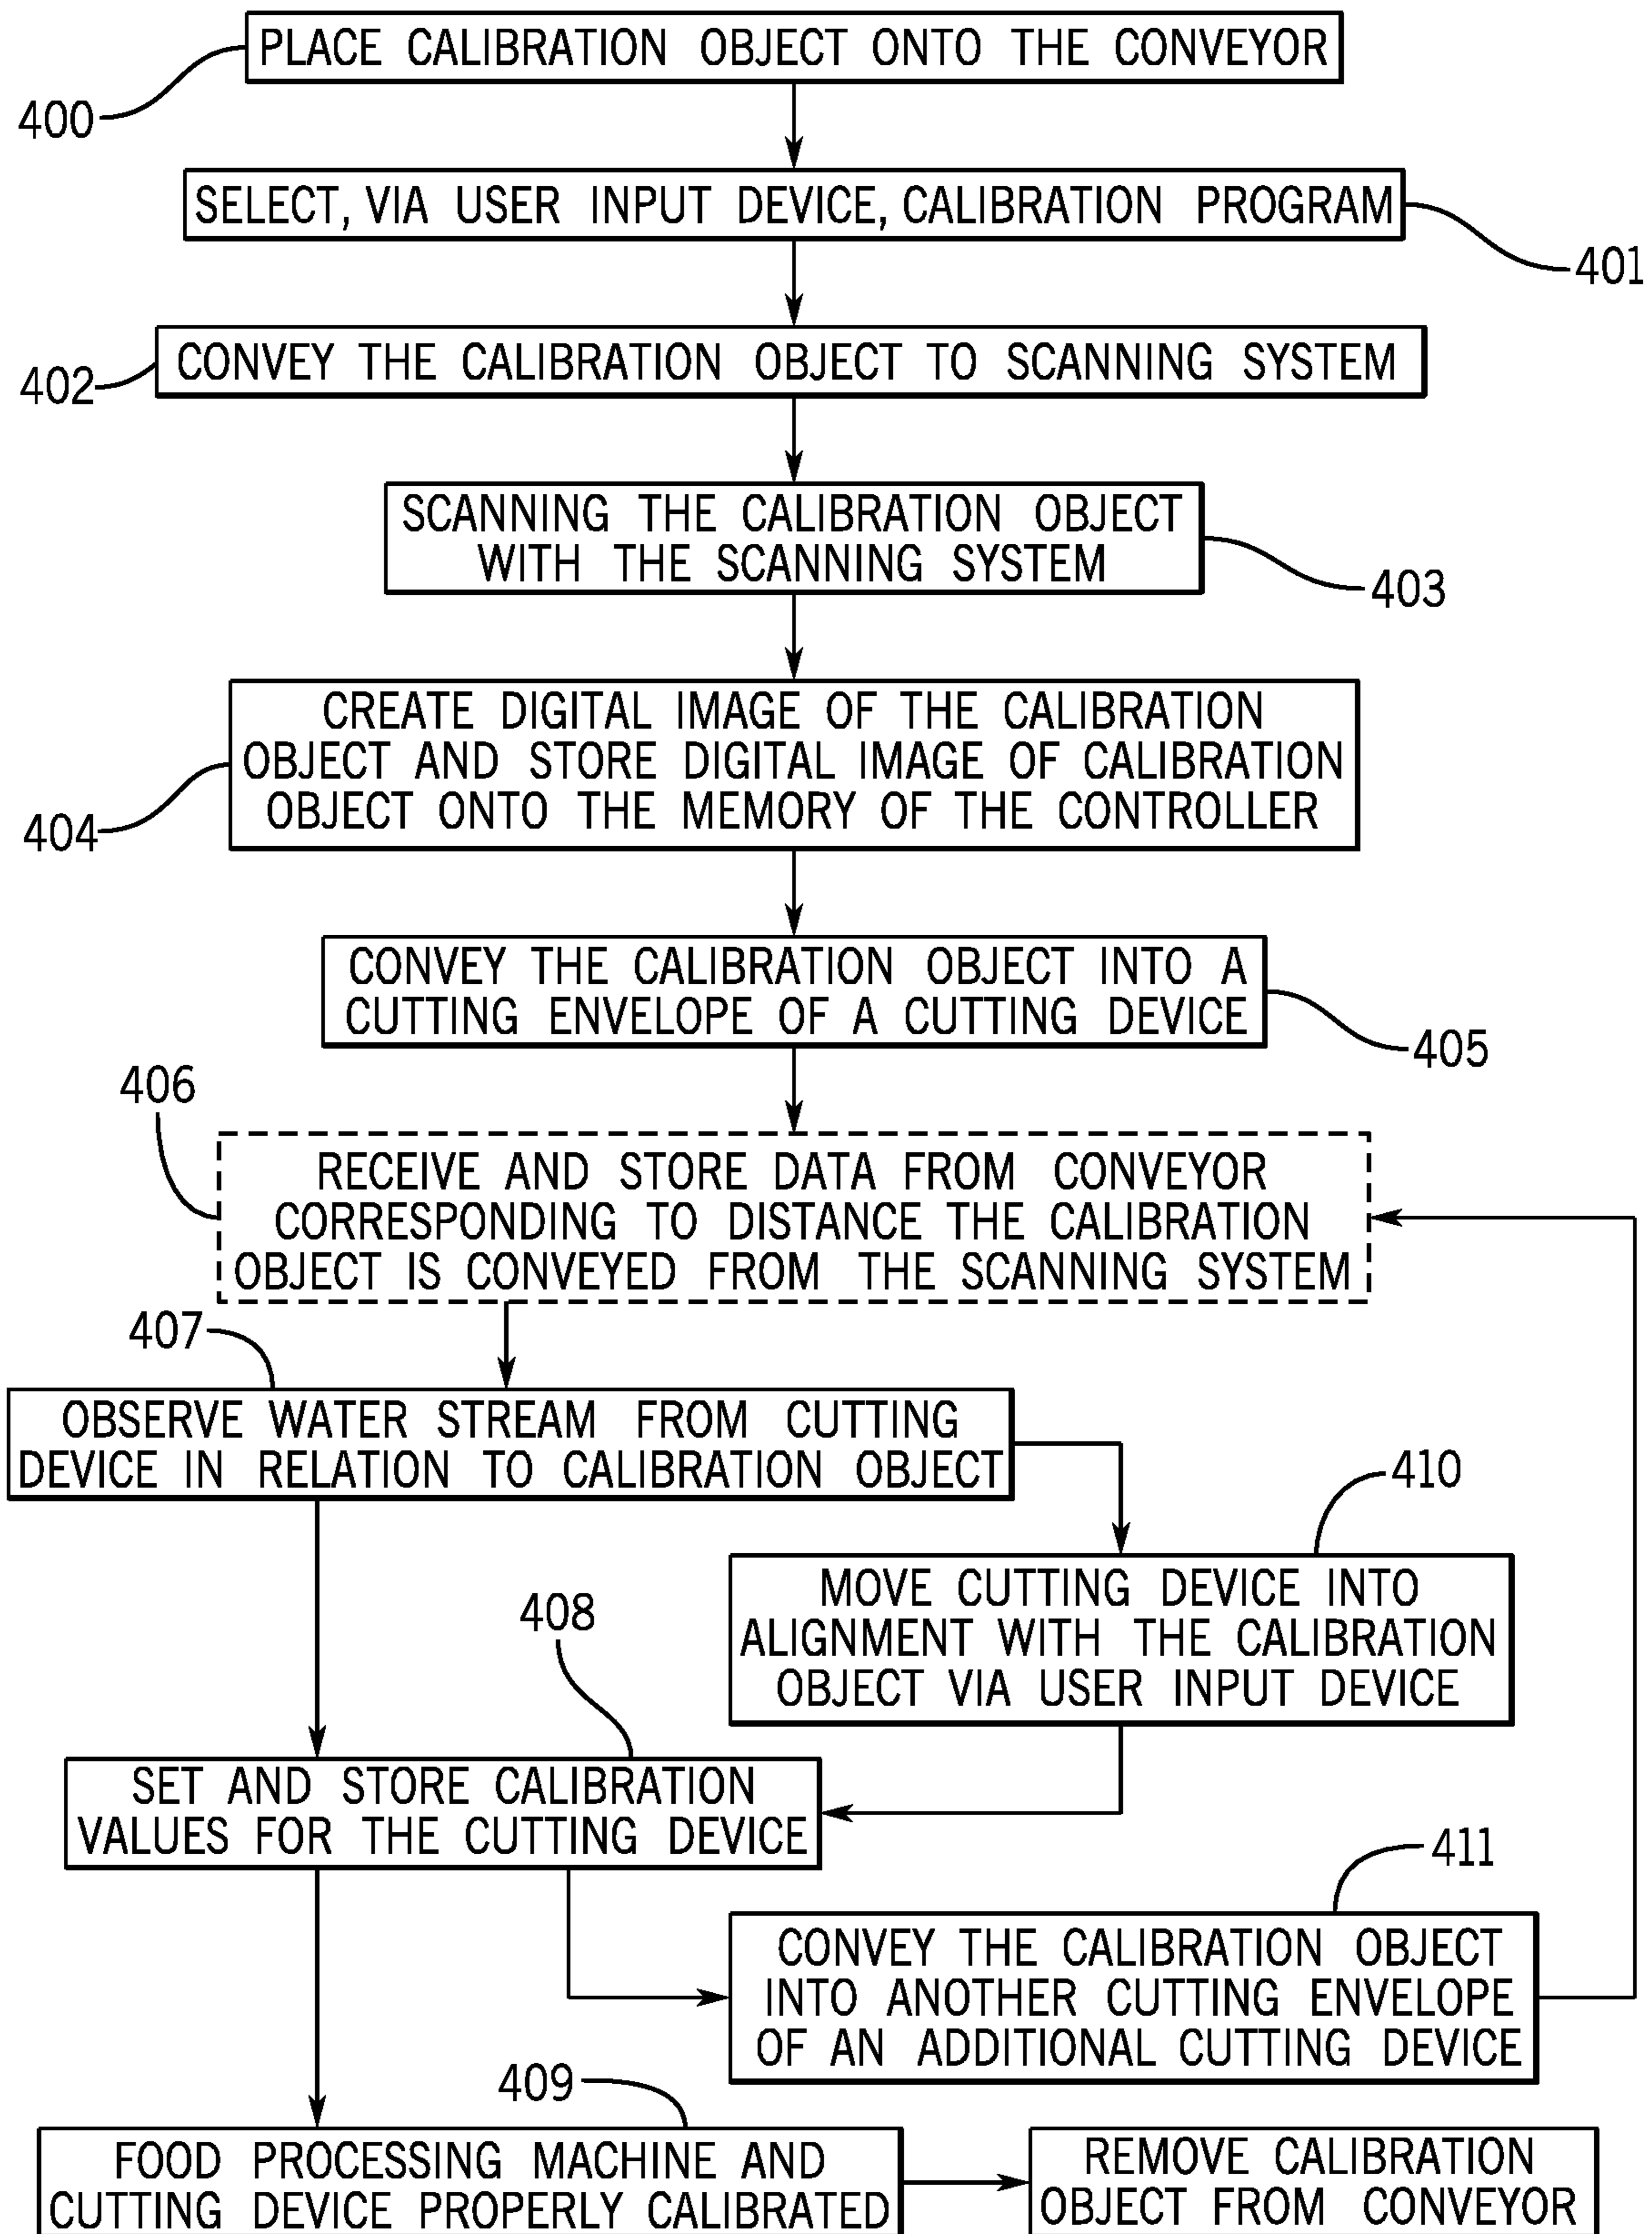 PLACE CALIBRATION OBJECT ONTO THE CONVEYOR
400
SELECT, VIA USER INPUT DEVICE, CALIBRATION PROGRAM
401
CONVEY THE CALIBRATION OBJECT TO SCANNING SYSTEM
402
SCANNING THE CALIBRATION OBJECT
WITH THE SCANNING SYSTEM
403
CREATE DIGITAL IMAGE OF THE CALIBRATION
OBJECT AND STORE DIGITAL IMAGE OF CALIBRATION
OBJECT ONTO THE MEMORY OF THE CONTROLLER
404
CONVEY THE CALIBRATION OBJECT INTO A
CUTTING ENVELOPE OF A CUTTING DEVICE
405
406
RECEIVE AND STORE DATA FROM CONVEYOR
CORRESPONDING TO DISTANCE THE CALIBRATION
OBJECT IS CONVEYED FROM THE SCANNING SYSTEM
407
OBSERVE WATER STREAM FROM CUTTING
DEVICE IN RELATION TO CALIBRATION OBJECT
410
MOVE CUTTING DEVICE INTO
ALIGNMENT WITH THE CALIBRATION
OBJECT VIA USER INPUT DEVICE
408
SET AND STORE CALIBRATION
VALUES FOR THE CUTTING DEVICE
411
CONVEY THE CALIBRATION OBJECT
INTO ANOTHER CUTTING ENVELOPE
OF AN ADDITIONAL CUTTING DEVICE
409
FOOD PROCESSING MACHINE AND
CUTTING DEVICE PROPERLY CALIBRATED
REMOVE CALIBRATION
OBJECT FROM CONVEYOR